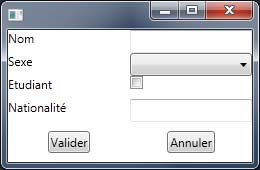 Nom
Sexe
Etudiant
Nationalité
Valider Annuler